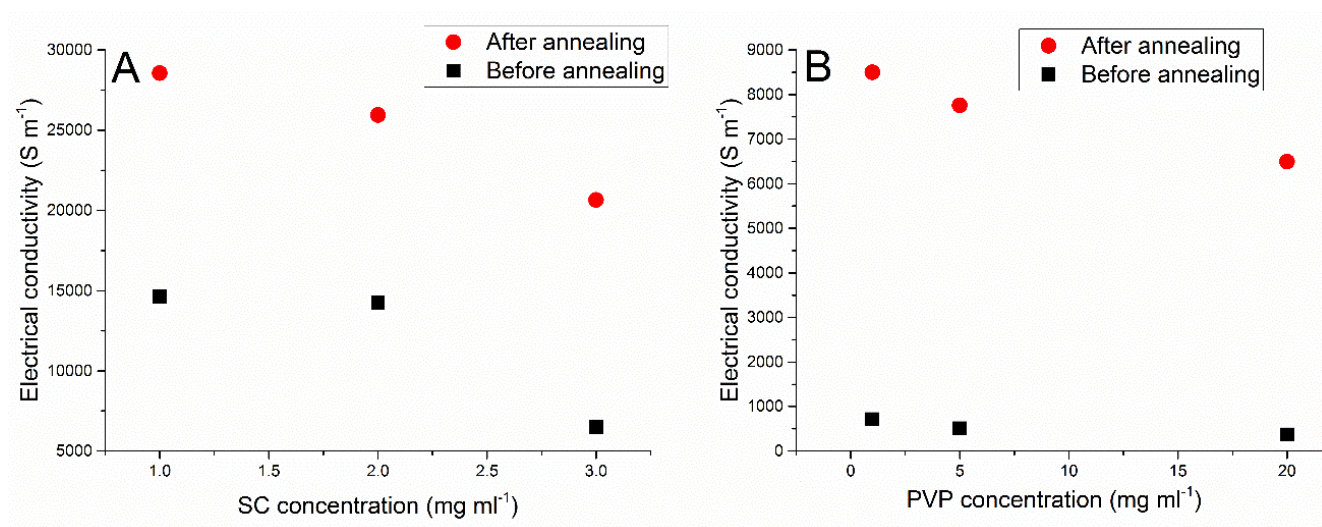 A
After annealing
Before annealing
Electrical conductivity (S m⁻¹)
30000
25000
20000
15000
10000
5000
1.0 1.5 2.0 2.5 3.0
SC concentration (mg ml⁻¹)
B
After annealing
Before annealing
Electrical conductivity (S m⁻¹)
9000
8000
7000
6000
5000
4000
3000
2000
1000
0
0 5 10 15 20
PVP concentration (mg ml⁻¹)